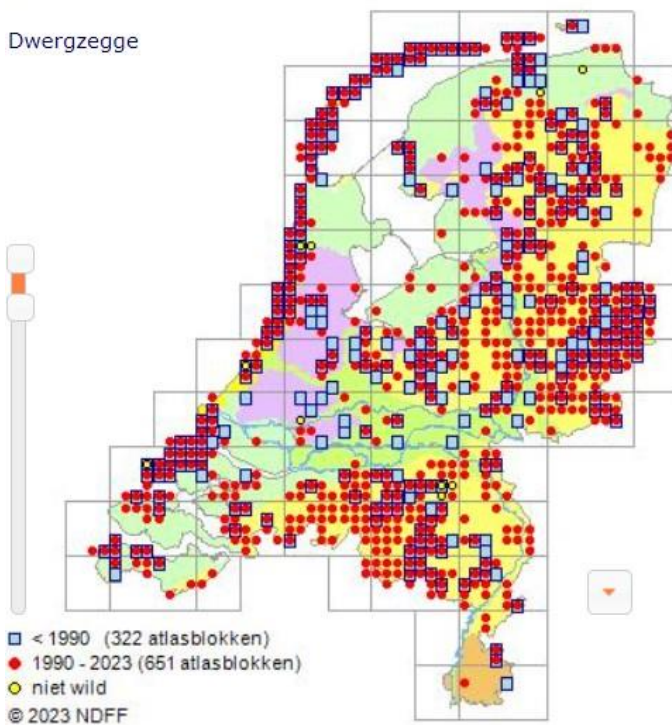 Dwergzegge
< 1990 (322 atlasblokken)
1990 - 2023 (651 atlasblokken)
niet wild
© 2023 NDFF